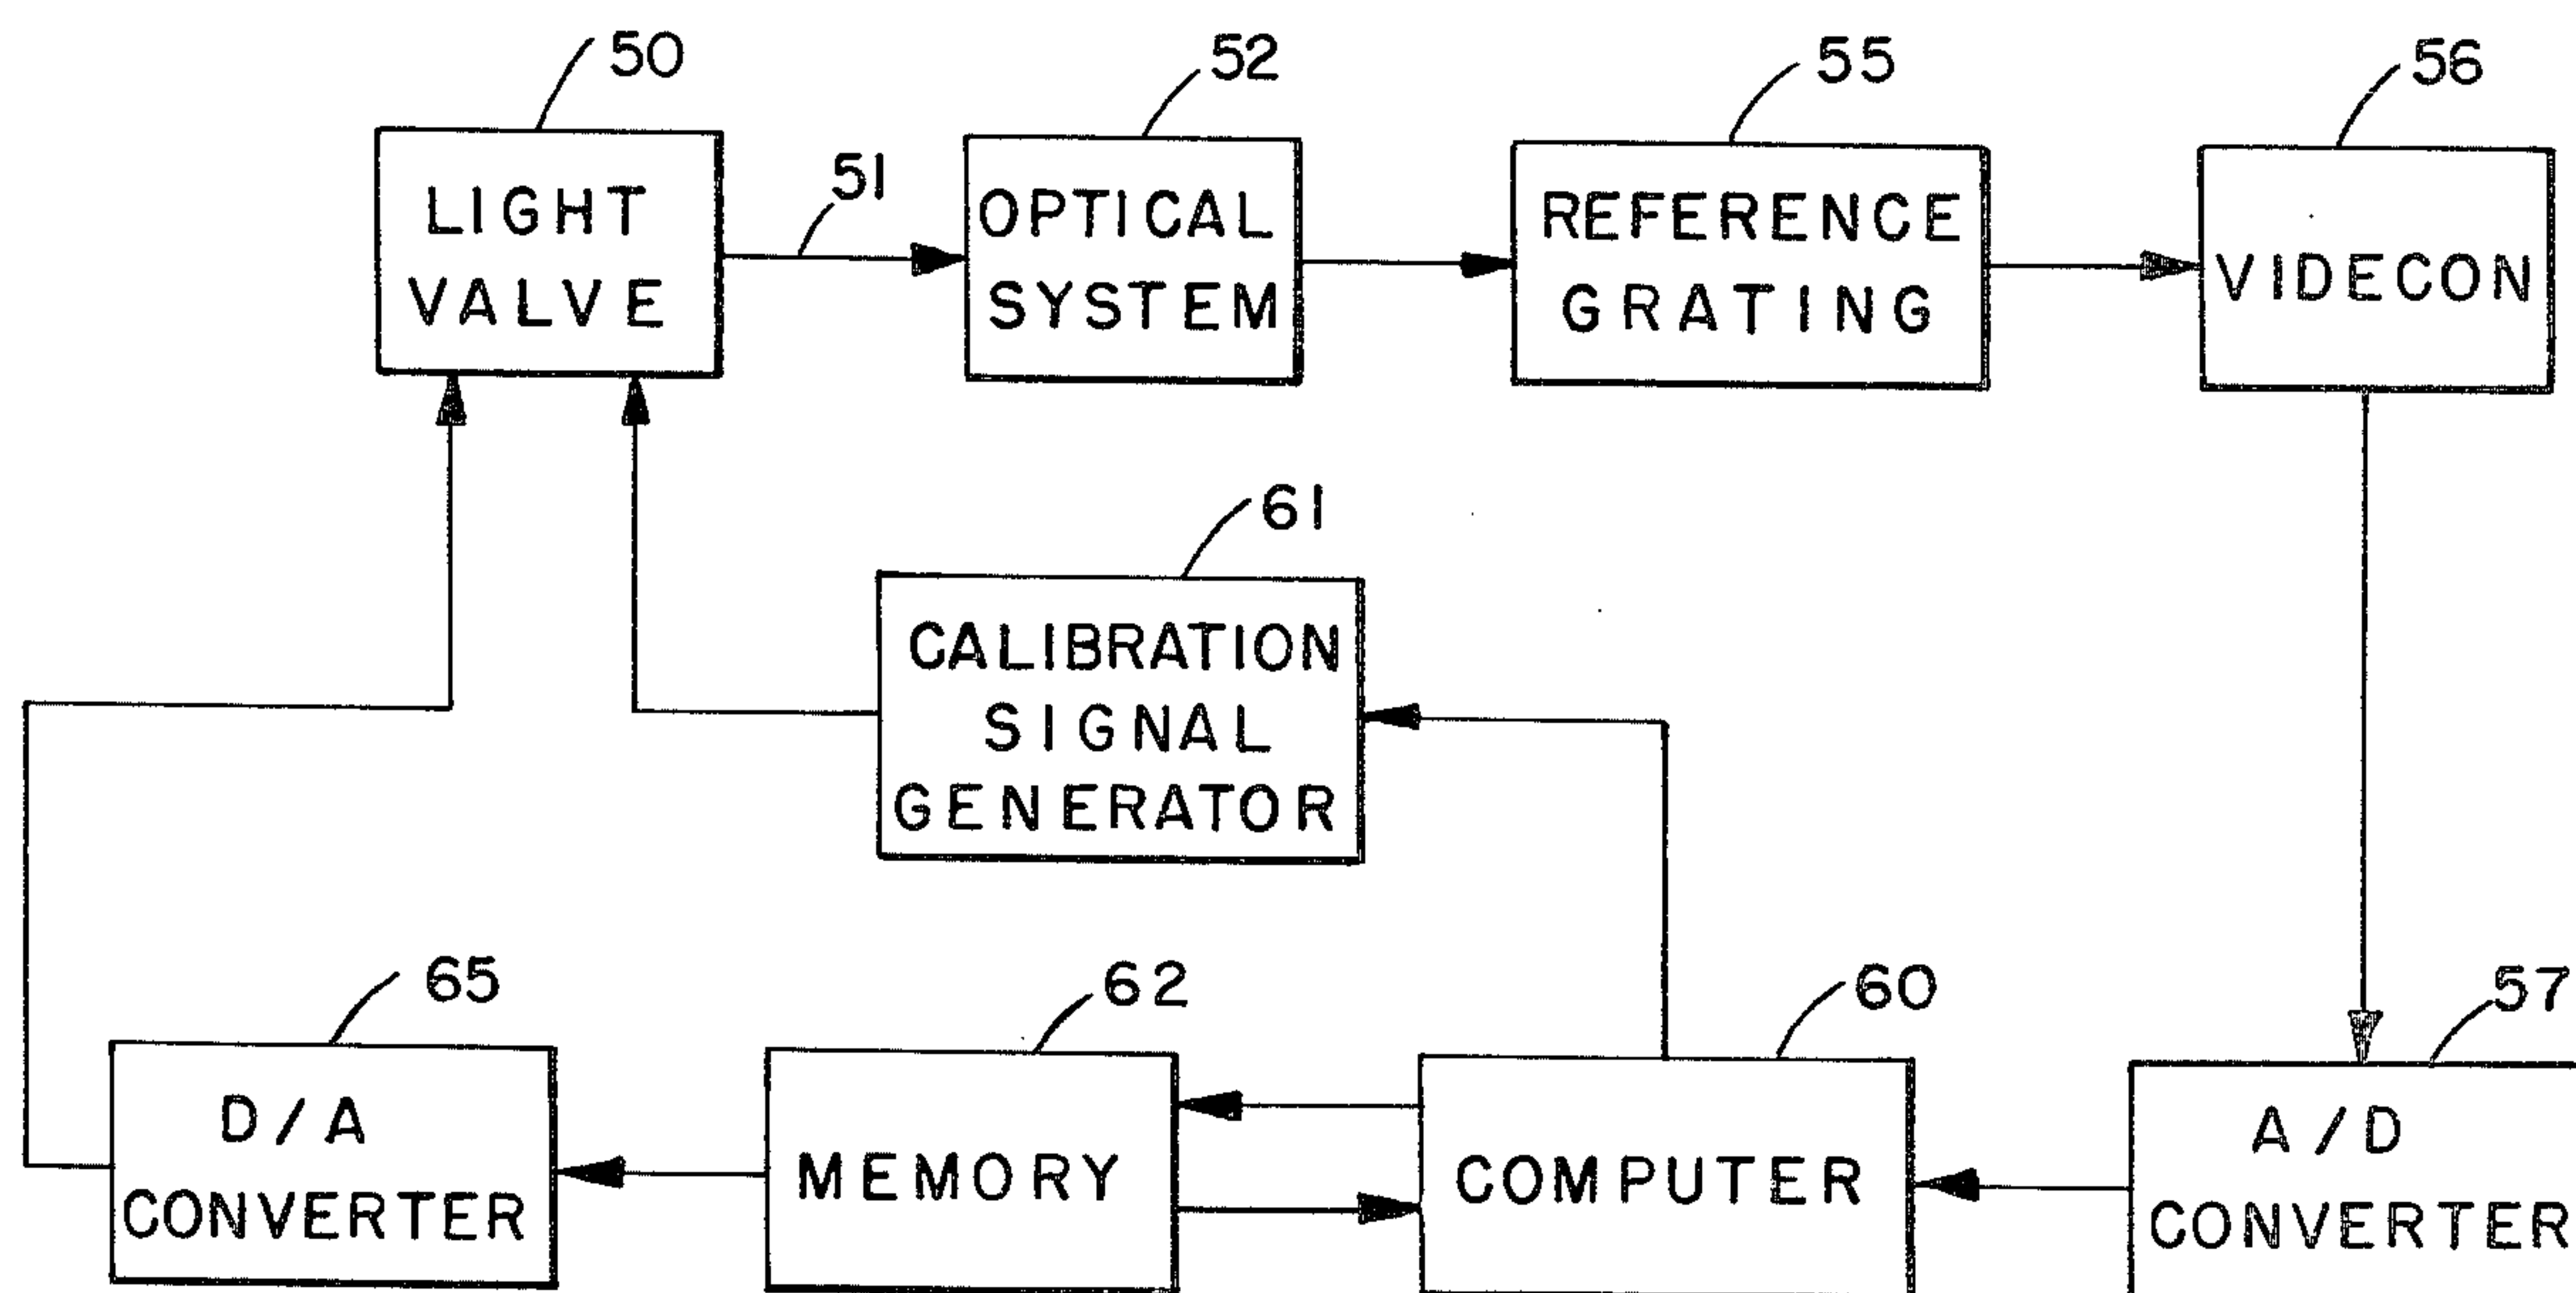 50
52
55
56
LIGHT
VALVE
51
OPTICAL
SYSTEM
REFERENCE
GRATING
VIDECON
61
CALIBRATION
SIGNAL
GENERATOR
65
62
60
57
D/A
CONVERTER
MEMORY
COMPUTER
A/D
CONVERTER